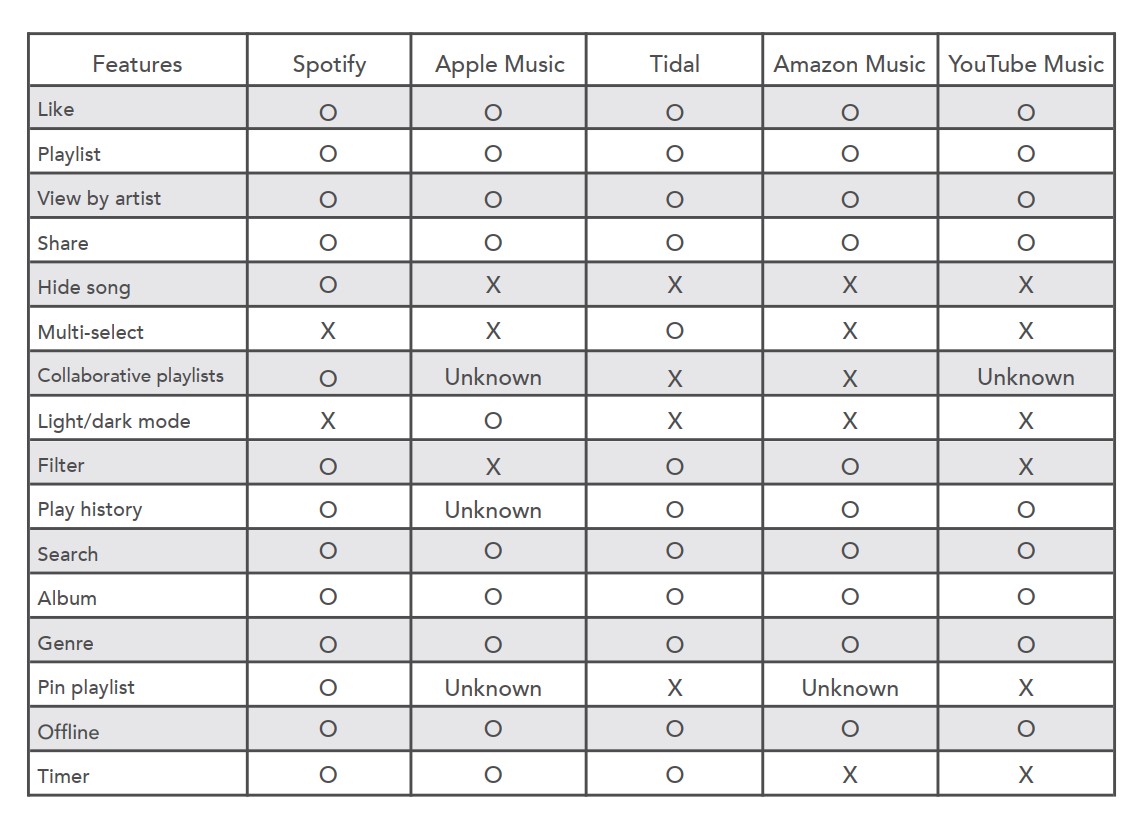 Features Spotify Apple Music Tidal Amazon Music YouTube Music
Like O O O O O
Playlist O O O O O
View by artist O O O O O
Share O O O O O
Hide song O X X X X
Multi-select X X O X X
Collaborative playlists O Unknown X X Unknown
Light/dark mode X O X X X
Filter O X O O X
Play history O Unknown O O O
Search O O O O O
Album O O O O O
Genre O O O O O
Pin playlist O Unknown X Unknown X
Offline O O O O O
Timer O O O X X